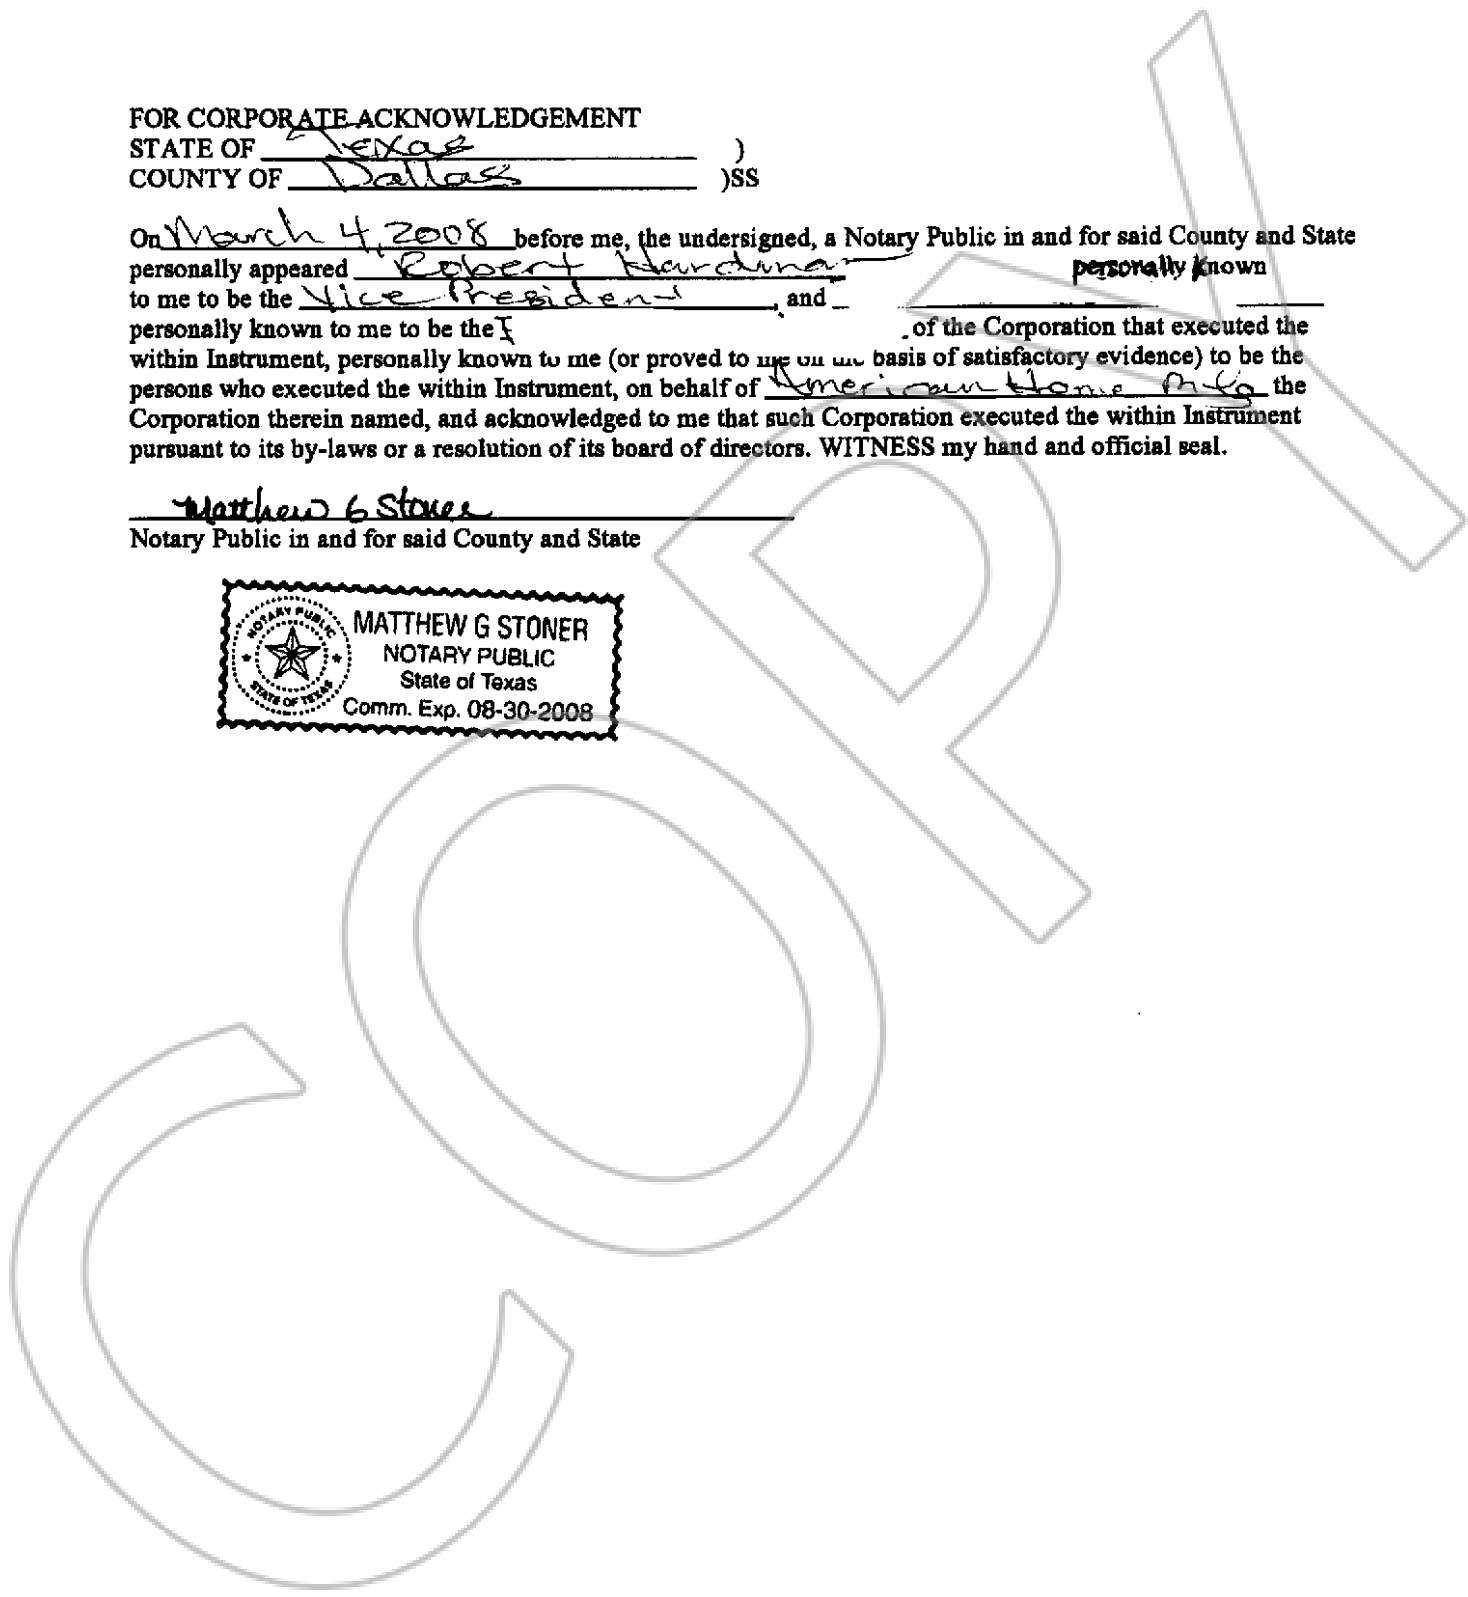 FOR CORPORATE ACKNOWLEDGEMENT
STATE OF Texas )
COUNTY OF Dallas )SS
On March 4, 2008 before me, the undersigned, a Notary Public in and for said County and State
personally appeared Robert Hardina personally known
to me to be the Vice President, and
personally known to me to be the of the Corporation that executed the
within Instrument, personally known to me (or proved to me on the basis of satisfactory evidence) to be the
persons who executed the within Instrument, on behalf of American Home the
Corporation therein named, and acknowledged to me that such Corporation executed the within Instrument
pursuant to its by-laws or a resolution of its board of directors. WITNESS my hand and official seal.
Matthew G Stoner
Notary Public in and for said County and State
NOTARY PUBLIC
STATE OF TEXAS
MATTHEW G STONER
NOTARY PUBLIC
State of Texas
Comm. Exp. 08-30-2008
COPY